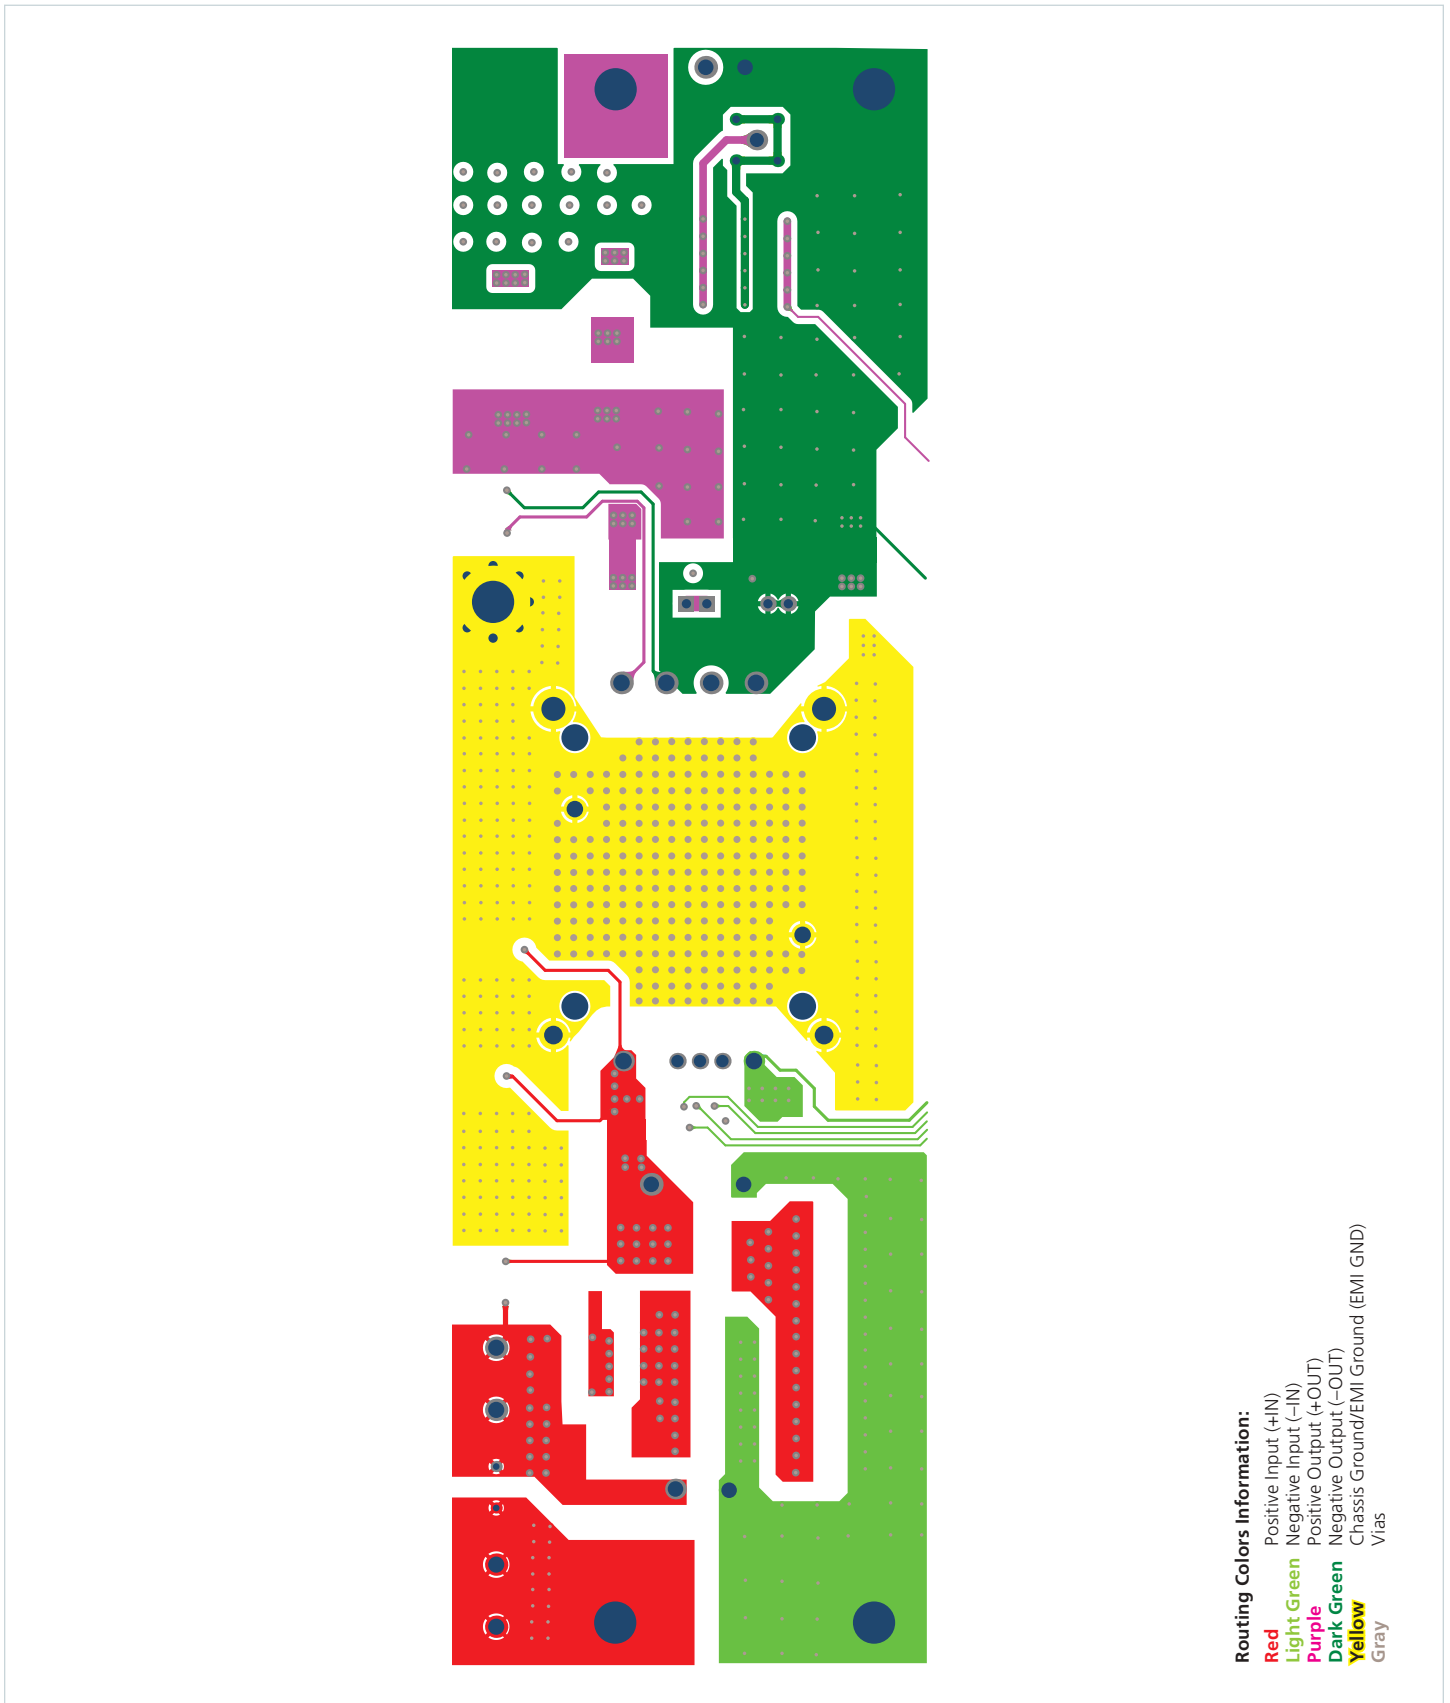 Routing Colors Information:
Red Positive Input (+IN)
Light Green Negative Input (−IN)
Purple Positive Output (+OUT)
Dark Green Negative Output (−OUT)
Yellow Chassis Ground/EMI Ground (EMI GND)
Gray Vias